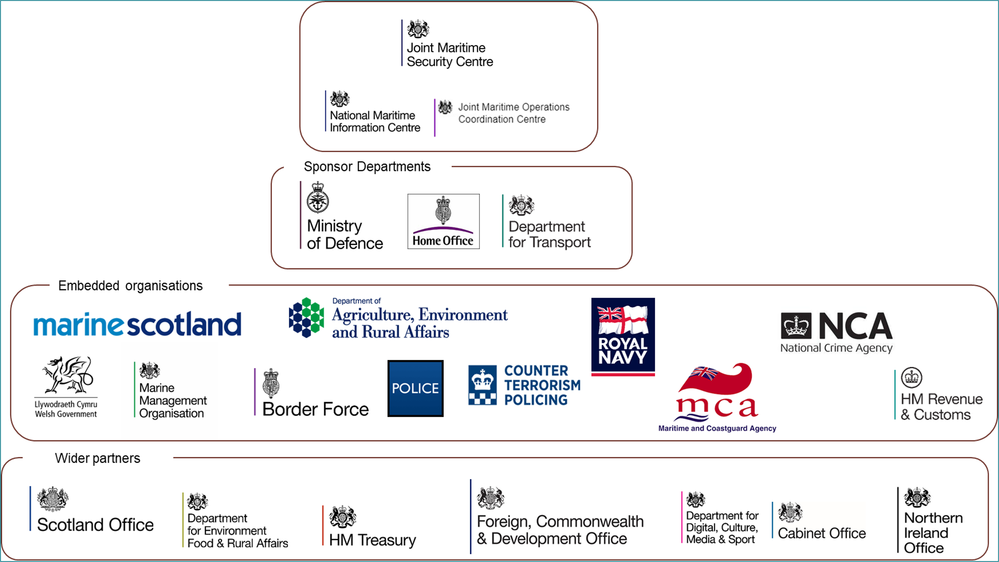 Joint Maritime
Security Centre
National Maritime
Information Centre
Joint Maritime Operations
Coordination Centre
Sponsor Departments
Ministry
of Defence
Home Office
Department
for Transport
Embedded organisations
marinescotland
Department of
Agriculture, Environment
and Rural Affairs
ROYAL
NAVY
NCA
National Crime Agency
Llywodraeth Cymru
Welsh Government
Marine
Management
Organisation
Border Force
POLICE
COUNTER
TERRORISM
POLICING
mca
Maritime and Coastguard Agency
HM Revenue
& Customs
Wider partners
Scotland Office
Department
for Environment
Food & Rural Affairs
HM Treasury
Foreign, Commonwealth
& Development Office
Department for
Digital, Culture,
Media & Sport
Cabinet Office
Northern
Ireland
Office